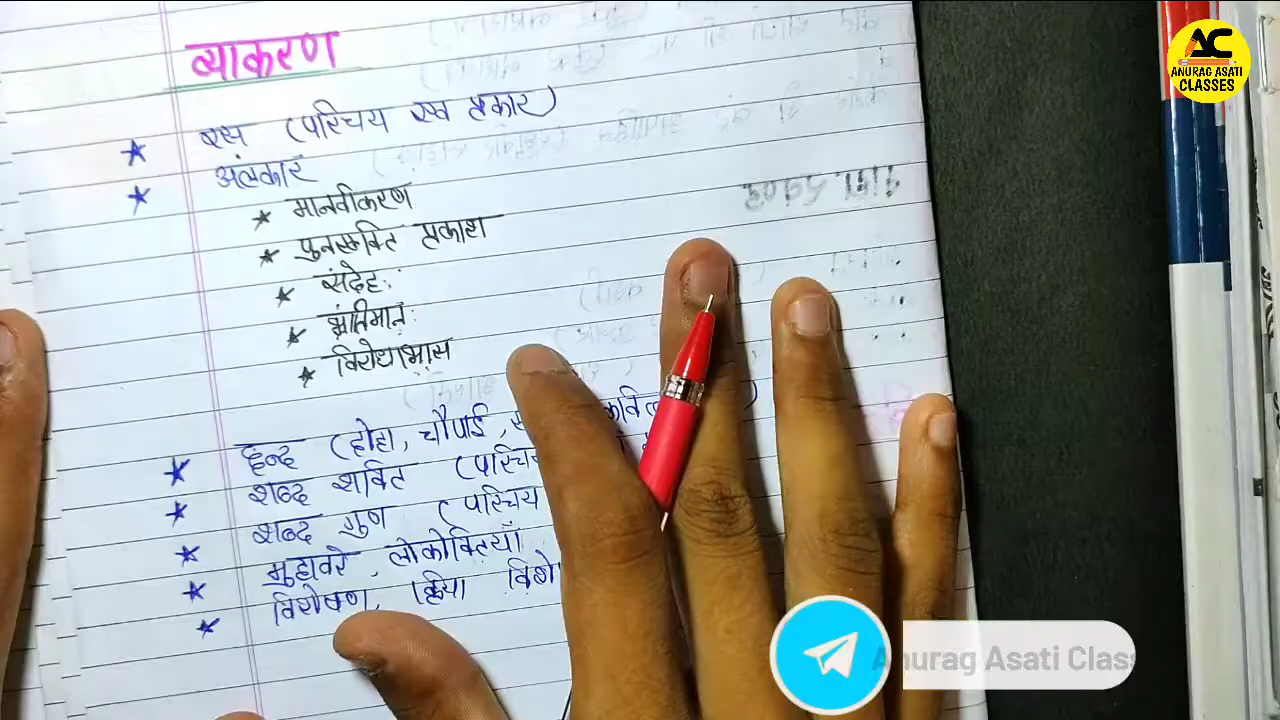 व्याकरण
रस (परिचय एवं प्रकार)
अलंकार
मानवीकरण
पुनरूक्ति प्रकाश
संदेह:
भ्रांतिमान:
विरोधाभास
छन्द (दोहा, चौपाई,
शब्द शक्ति (परिचय
शब्द गुण (परिचय
मुहावरे, लोकोक्तियाँ
विशेषण, क्रिया विशे
AC
ANURAG ASATI
CLASSES
Anurag Asati Class